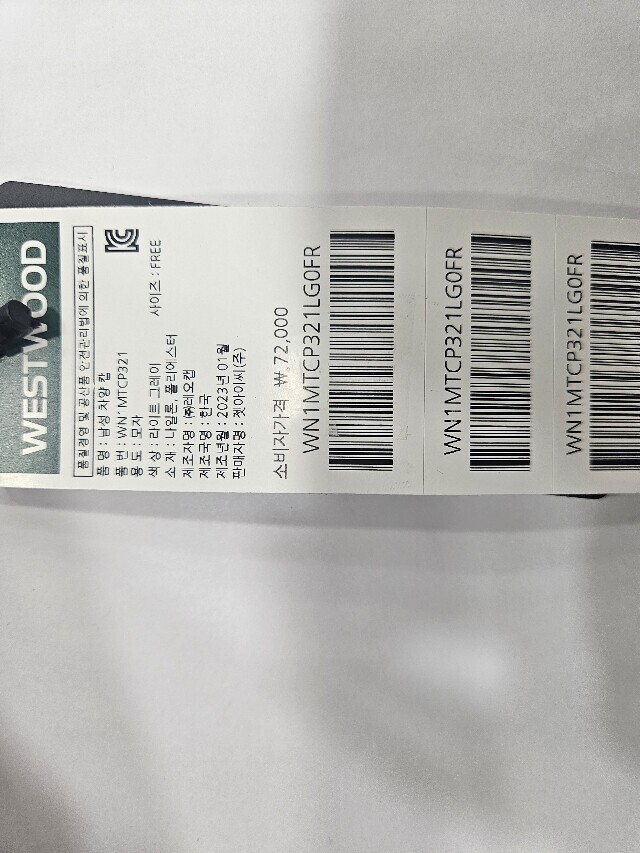 WESTWOOD
품질경영 및 공산품 안전관리법에 의한 품질표시
품명 : 남성 차양 캡
품번 : WN1MTCP321
용도 : 모자
색상 : 라이트 그레이 사이즈 : FREE
소재 : 나일론, 폴리에스터
제조자명 : ㈜레오캡
제조국명 : 한국
제조년월 : 2023년 01월
판매자명 : 젯아이씨(주)
소비자가격 ₩ 72,000
WN1MTCP321LG0FR
WN1MTCP321LG0FR
WN1MTCP321LG0FR